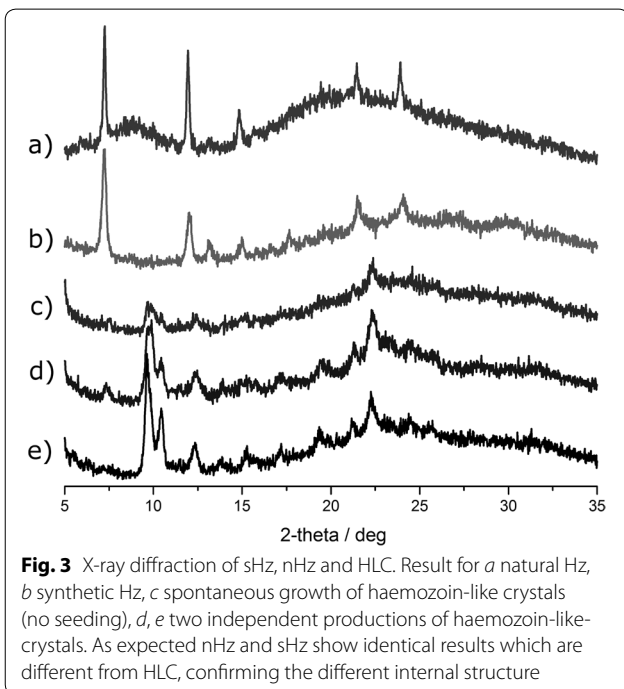 a)
b)
c)
d)
e)
5 10 15 20 25 30 35
2-theta / deg
Fig. 3 X-ray diffraction of sHz, nHz and HLC. Result for a natural Hz,
b synthetic Hz, c spontaneous growth of haemozoin-like crystals
(no seeding), d, e two independent productions of haemozoin-like-
crystals. As expected nHz and sHz show identical results which are
different from HLC, confirming the different internal structure